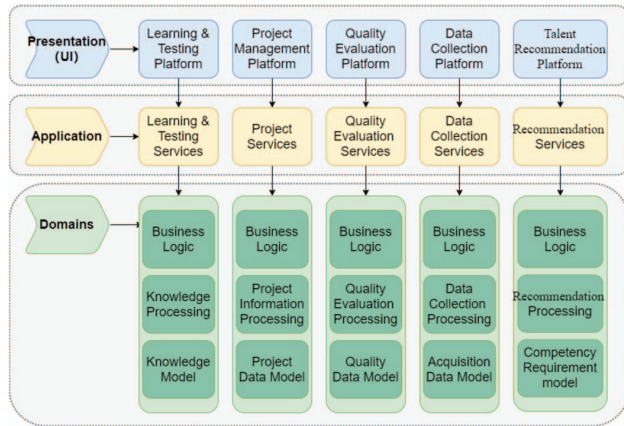 Presentation
(UI)
Learning &
Testing
Platform
Project
Management
Platform
Quality
Evaluation
Platform
Data
Collection
Platform
Talent
Recommendation
Platform
Application
Learning &
Testing
Services
Project
Services
Quality
Evaluation
Services
Data
Collection
Services
Recommendation
Services
Domains
Business
Logic
Knowledge
Processing
Knowledge
Model
Business
Logic
Project
Information
Processing
Project
Data Model
Business
Logic
Quality
Evaluation
Processing
Quality
Data Model
Business
Logic
Data
Collection
Processing
Acquisition
Data Model
Business
Logic
Recommendation
Processing
Competency
Requirement
model